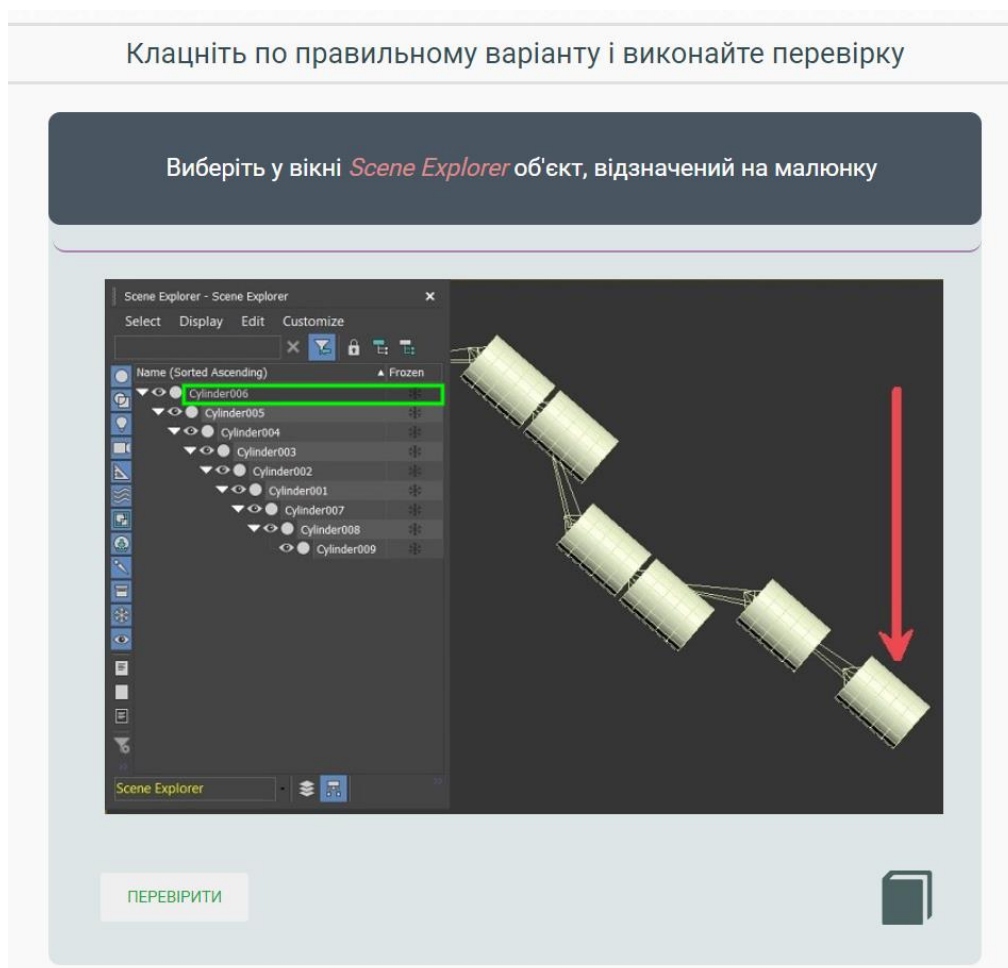 Клацніть по правильному варіанту і виконайте перевірку
Виберіть у вікні Scene Explorer об'єкт, відзначений на малюнку
Scene Explorer - Scene Explorer
Select Display Edit Customize
Name (Sorted Ascending) Frozen
Cylinder006
Cylinder005
Cylinder004
Cylinder003
Cylinder002
Cylinder001
Cylinder007
Cylinder008
Cylinder009
Scene Explorer
ПЕРЕВІРИТИ